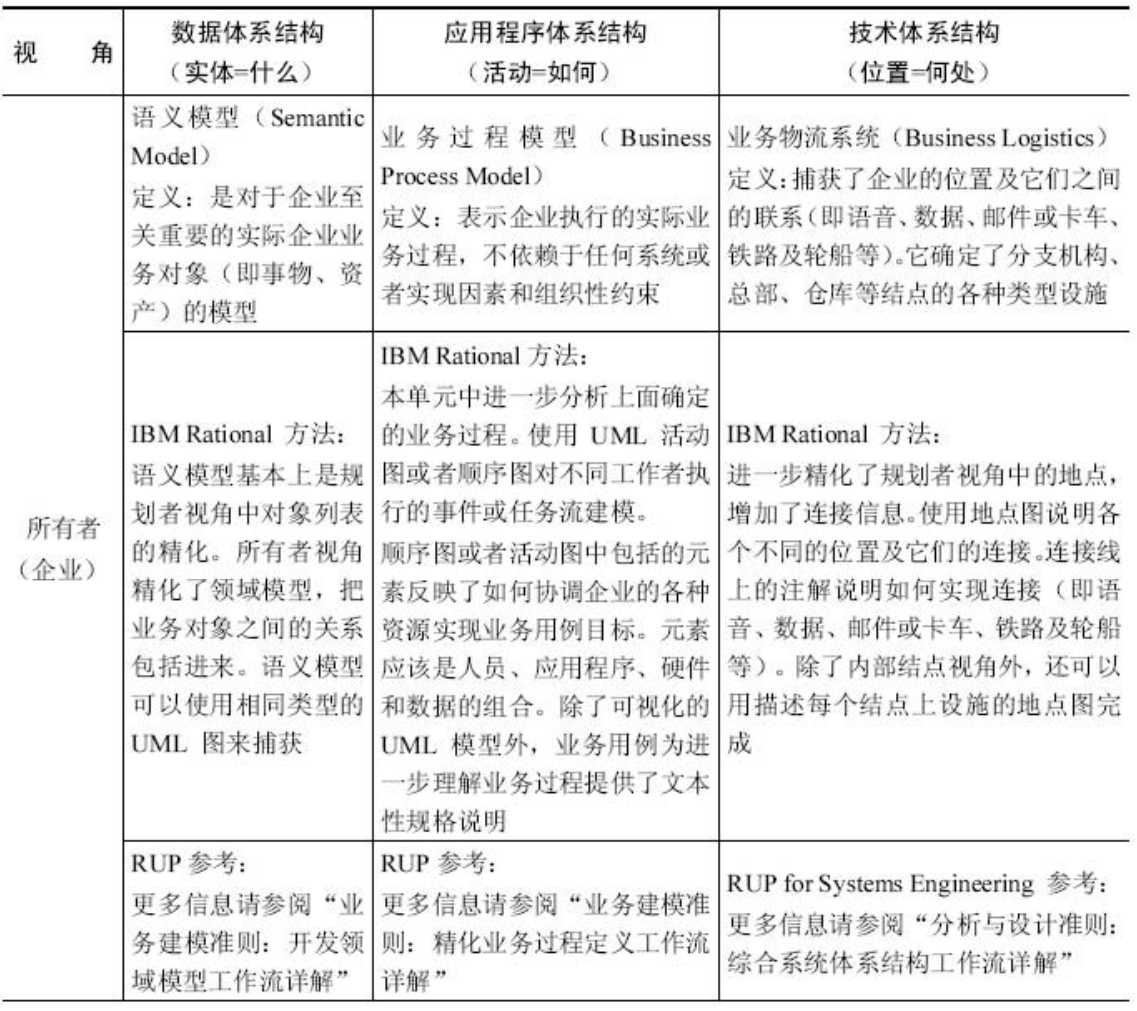 视 角
数据体系结构
（实体=什么）
应用程序体系结构
（活动=如何）
技术体系结构
（位置=何处）
所有者
（企业）
语义模型（Semantic
Model）
定义：是对于企业至
关重要的实际企业业
务对象（即事物、资
产）的模型
业务过程模型（Business
Process Model）
定义：表示企业执行的实际业
务过程，不依赖于任何系统或
者实现因素和组织性约束
业务物流系统（Business Logistics）
定义：捕获了企业的位置及它们之间
的联系（即语音、数据、邮件或卡车、
铁路及轮船等）。它确定了分支机构、
总部、仓库等结点的各种类型设施
IBM Rational 方法：
语义模型基本上是规
划者视角中对象列表
的精化。所有者视角
精化了领域模型，把
业务对象之间的关系
包括进来。语义模型
可以使用相同类型的
UML 图来捕获
IBM Rational 方法：
本单元中进一步分析上面确定
的业务过程。使用 UML 活动
图或者顺序图对不同工作者执
行的事件或任务流建模。
顺序图或者活动图中包括的元
素反映了如何协调企业的各种
资源实现业务用例目标。元素
应该是人员、应用程序、硬件
和数据的组合。除了可视化的
UML 模型外，业务用例为进
一步理解业务过程提供了文本
性规格说明
IBM Rational 方法：
进一步精化了规划者视角中的地点，
增加了连接信息。使用地点图说明各
个不同的位置及它们的连接。连接线
上的注解说明如何实现连接（即语
音、数据、邮件或卡车、铁路及轮船
等）。除了内部结点视角外，还可以
用描述每个结点上设施的地点图完
成
RUP 参考：
更多信息请参阅“业
务建模准则：开发领
域模型工作流详解”
RUP 参考：
更多信息请参阅“业务建模准
则：精化业务过程定义工作流
详解”
RUP for Systems Engineering 参考：
更多信息请参阅“分析与设计准则：
综合系统体系结构工作流详解”